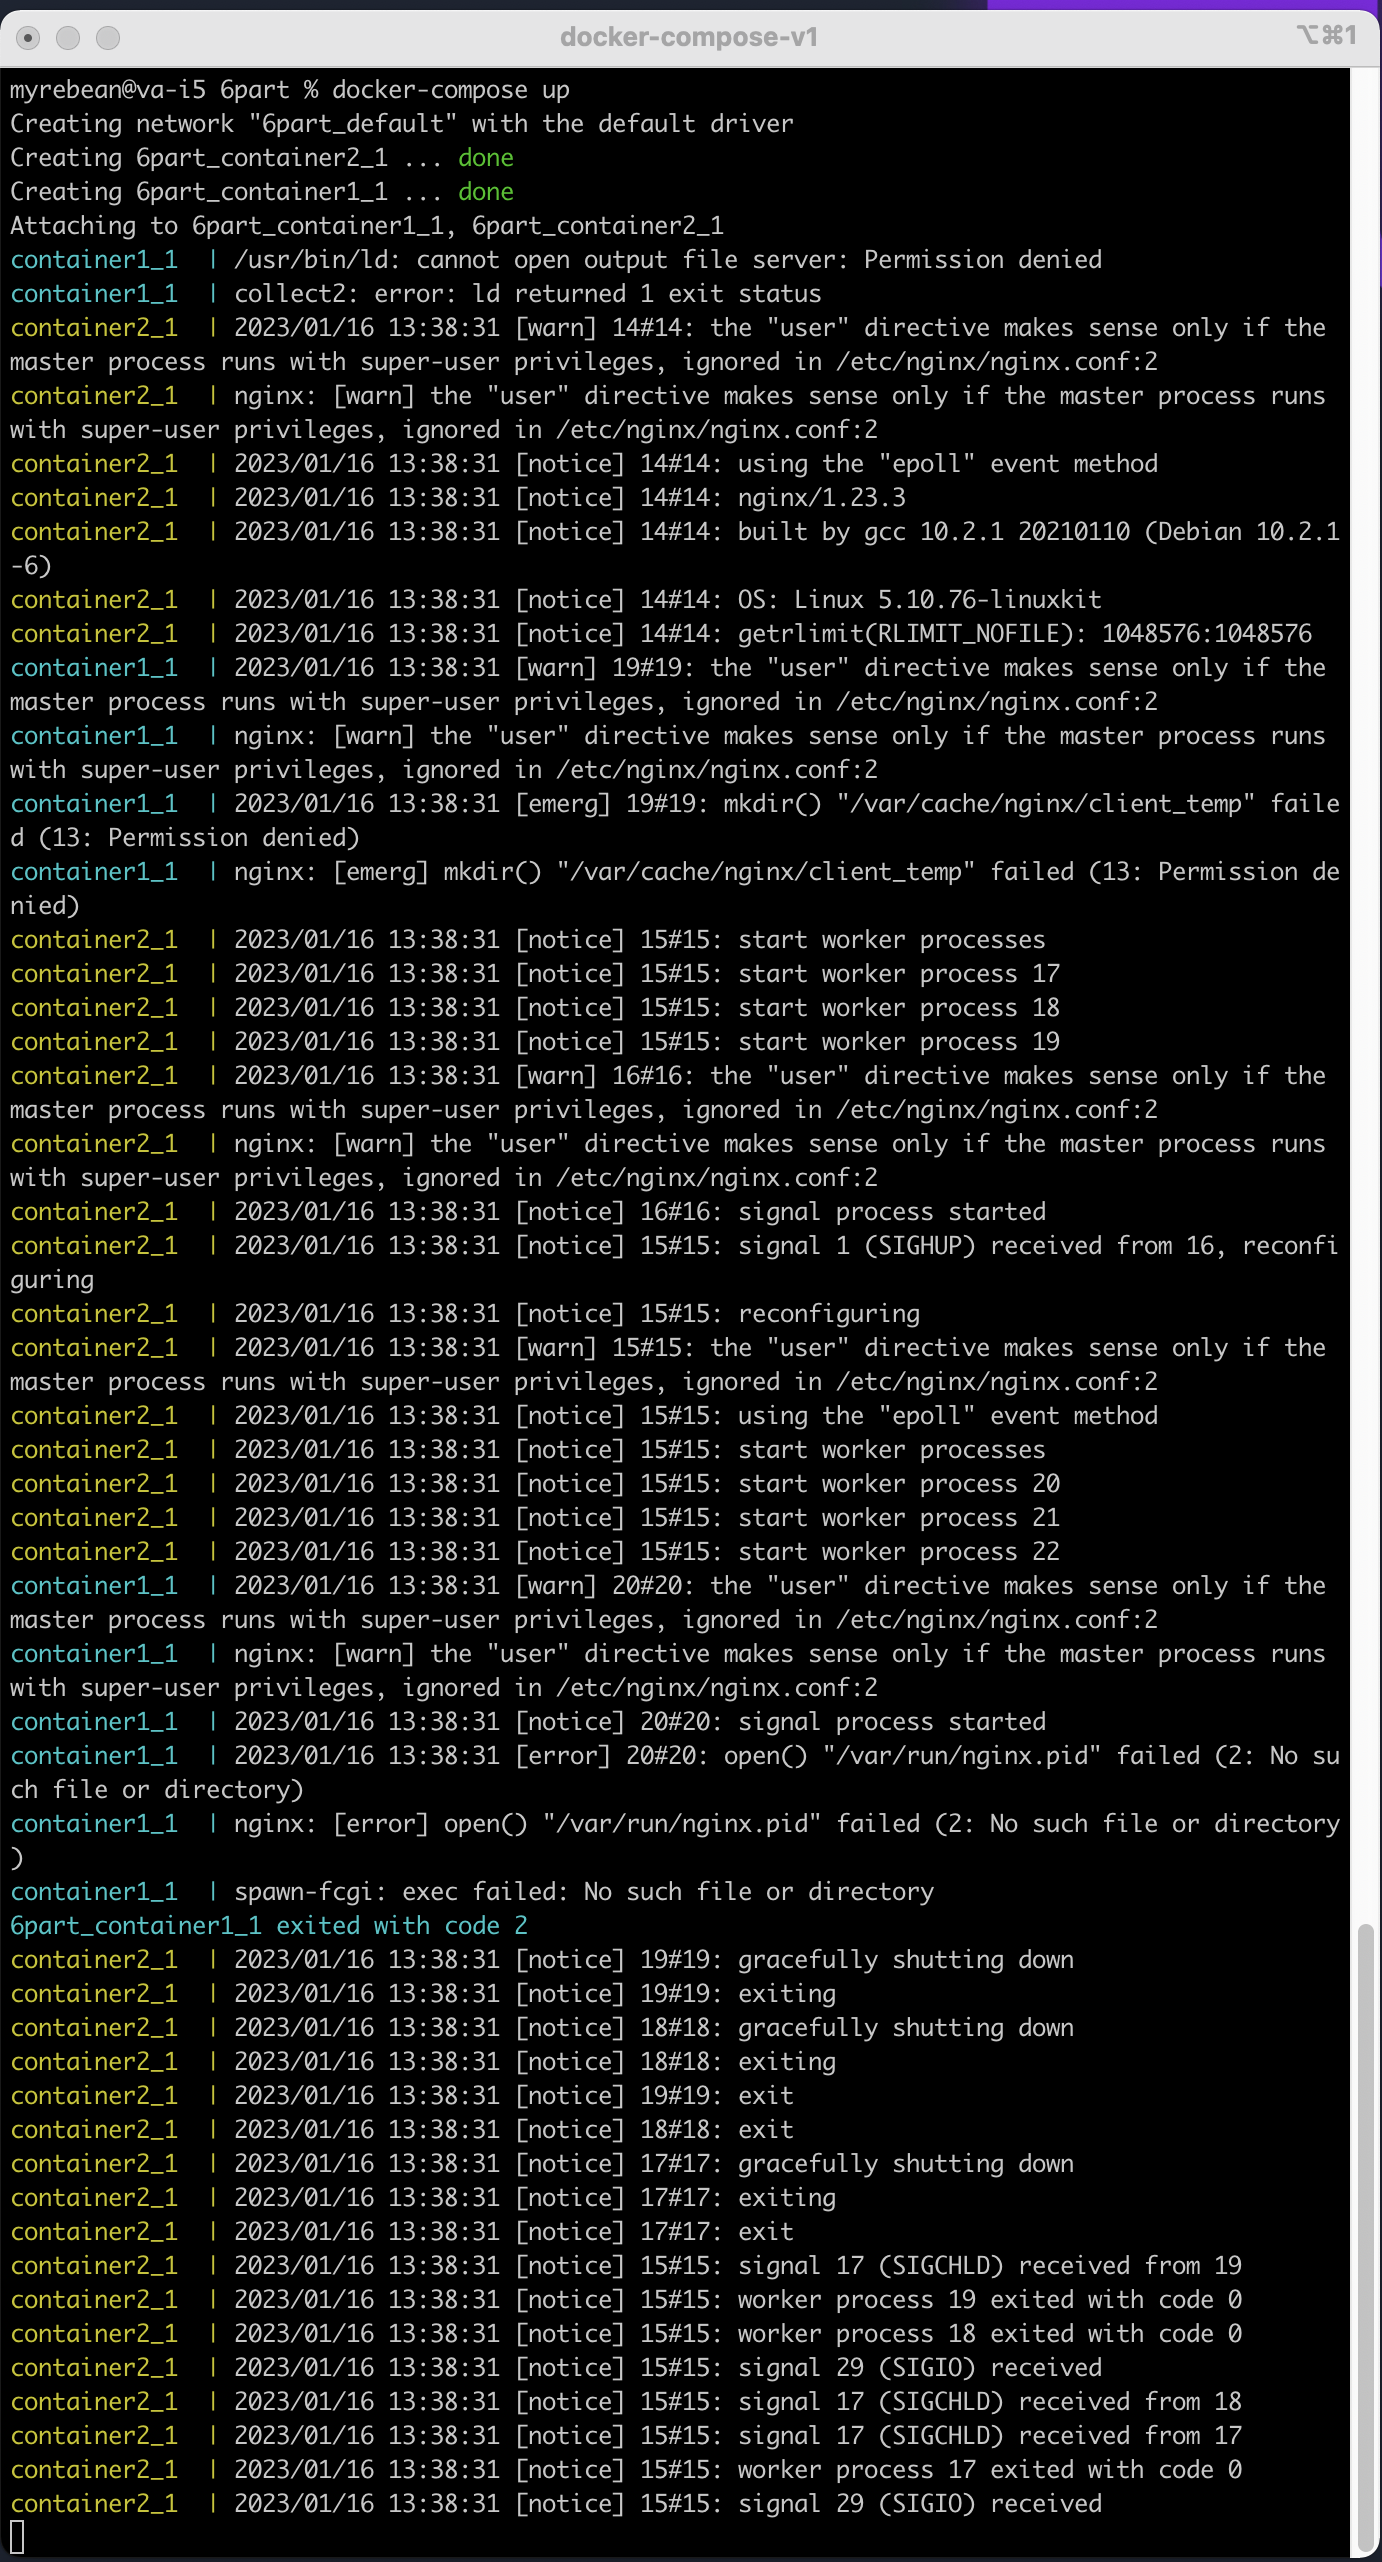 docker-compose-v1
⌥⌘1
myrebean@va-i5 6part % docker-compose up
Creating network "6part_default" with the default driver
Creating 6part_container2_1 ... done
Creating 6part_container1_1 ... done
Attaching to 6part_container1_1, 6part_container2_1
container1_1  | /usr/bin/ld: cannot open output file server: Permission denied
container1_1  | collect2: error: ld returned 1 exit status
container2_1  | 2023/01/16 13:38:31 [warn] 14#14: the "user" directive makes sense only if the
master process runs with super-user privileges, ignored in /etc/nginx/nginx.conf:2
container2_1  | nginx: [warn] the "user" directive makes sense only if the master process runs
with super-user privileges, ignored in /etc/nginx/nginx.conf:2
container2_1  | 2023/01/16 13:38:31 [notice] 14#14: using the "epoll" event method
container2_1  | 2023/01/16 13:38:31 [notice] 14#14: nginx/1.23.3
container2_1  | 2023/01/16 13:38:31 [notice] 14#14: built by gcc 10.2.1 20210110 (Debian 10.2.1
-6)
container2_1  | 2023/01/16 13:38:31 [notice] 14#14: OS: Linux 5.10.76-linuxkit
container2_1  | 2023/01/16 13:38:31 [notice] 14#14: getrlimit(RLIMIT_NOFILE): 1048576:1048576
container1_1  | 2023/01/16 13:38:31 [warn] 19#19: the "user" directive makes sense only if the
master process runs with super-user privileges, ignored in /etc/nginx/nginx.conf:2
container1_1  | nginx: [warn] the "user" directive makes sense only if the master process runs
with super-user privileges, ignored in /etc/nginx/nginx.conf:2
container1_1  | 2023/01/16 13:38:31 [emerg] 19#19: mkdir() "/var/cache/nginx/client_temp" faile
d (13: Permission denied)
container1_1  | nginx: [emerg] mkdir() "/var/cache/nginx/client_temp" failed (13: Permission de
nied)
container2_1  | 2023/01/16 13:38:31 [notice] 15#15: start worker processes
container2_1  | 2023/01/16 13:38:31 [notice] 15#15: start worker process 17
container2_1  | 2023/01/16 13:38:31 [notice] 15#15: start worker process 18
container2_1  | 2023/01/16 13:38:31 [notice] 15#15: start worker process 19
container2_1  | 2023/01/16 13:38:31 [warn] 16#16: the "user" directive makes sense only if the
master process runs with super-user privileges, ignored in /etc/nginx/nginx.conf:2
container2_1  | nginx: [warn] the "user" directive makes sense only if the master process runs
with super-user privileges, ignored in /etc/nginx/nginx.conf:2
container2_1  | 2023/01/16 13:38:31 [notice] 16#16: signal process started
container2_1  | 2023/01/16 13:38:31 [notice] 15#15: signal 1 (SIGHUP) received from 16, reconfi
guring
container2_1  | 2023/01/16 13:38:31 [notice] 15#15: reconfiguring
container2_1  | 2023/01/16 13:38:31 [warn] 15#15: the "user" directive makes sense only if the
master process runs with super-user privileges, ignored in /etc/nginx/nginx.conf:2
container2_1  | 2023/01/16 13:38:31 [notice] 15#15: using the "epoll" event method
container2_1  | 2023/01/16 13:38:31 [notice] 15#15: start worker processes
container2_1  | 2023/01/16 13:38:31 [notice] 15#15: start worker process 20
container2_1  | 2023/01/16 13:38:31 [notice] 15#15: start worker process 21
container2_1  | 2023/01/16 13:38:31 [notice] 15#15: start worker process 22
container1_1  | 2023/01/16 13:38:31 [warn] 20#20: the "user" directive makes sense only if the
master process runs with super-user privileges, ignored in /etc/nginx/nginx.conf:2
container1_1  | nginx: [warn] the "user" directive makes sense only if the master process runs
with super-user privileges, ignored in /etc/nginx/nginx.conf:2
container1_1  | 2023/01/16 13:38:31 [notice] 20#20: signal process started
container1_1  | 2023/01/16 13:38:31 [error] 20#20: open() "/var/run/nginx.pid" failed (2: No su
ch file or directory)
container1_1  | nginx: [error] open() "/var/run/nginx.pid" failed (2: No such file or directory
)
container1_1  | spawn-fcgi: exec failed: No such file or directory
6part_container1_1 exited with code 2
container2_1  | 2023/01/16 13:38:31 [notice] 19#19: gracefully shutting down
container2_1  | 2023/01/16 13:38:31 [notice] 19#19: exiting
container2_1  | 2023/01/16 13:38:31 [notice] 18#18: gracefully shutting down
container2_1  | 2023/01/16 13:38:31 [notice] 18#18: exiting
container2_1  | 2023/01/16 13:38:31 [notice] 19#19: exit
container2_1  | 2023/01/16 13:38:31 [notice] 18#18: exit
container2_1  | 2023/01/16 13:38:31 [notice] 17#17: gracefully shutting down
container2_1  | 2023/01/16 13:38:31 [notice] 17#17: exiting
container2_1  | 2023/01/16 13:38:31 [notice] 17#17: exit
container2_1  | 2023/01/16 13:38:31 [notice] 15#15: signal 17 (SIGCHLD) received from 19
container2_1  | 2023/01/16 13:38:31 [notice] 15#15: worker process 19 exited with code 0
container2_1  | 2023/01/16 13:38:31 [notice] 15#15: worker process 18 exited with code 0
container2_1  | 2023/01/16 13:38:31 [notice] 15#15: signal 29 (SIGIO) received
container2_1  | 2023/01/16 13:38:31 [notice] 15#15: signal 17 (SIGCHLD) received from 18
container2_1  | 2023/01/16 13:38:31 [notice] 15#15: signal 17 (SIGCHLD) received from 17
container2_1  | 2023/01/16 13:38:31 [notice] 15#15: worker process 17 exited with code 0
container2_1  | 2023/01/16 13:38:31 [notice] 15#15: signal 29 (SIGIO) received